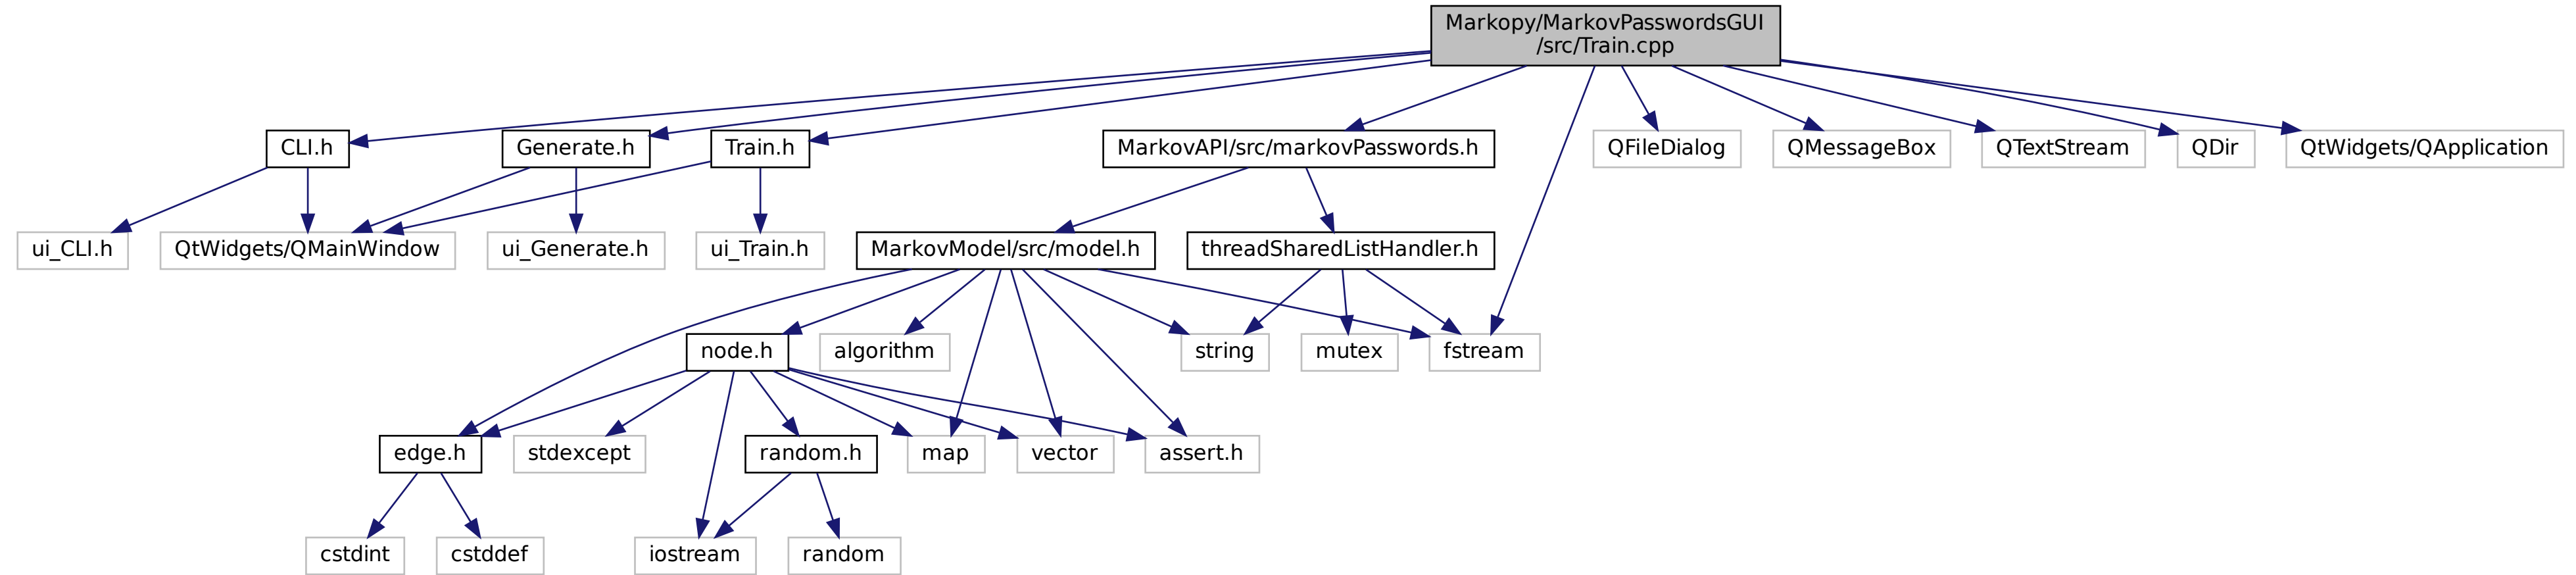 Markopy/MarkovPasswordsGUI
/src/Train.cpp
CLI.h
Generate.h
Train.h
MarkovAPI/src/markovPasswords.h
QFileDialog
QMessageBox
QTextStream
QDir
QtWidgets/QApplication
ui_CLI.h
QtWidgets/QMainWindow
ui_Generate.h
ui_Train.h
MarkovModel/src/model.h
threadSharedListHandler.h
node.h
algorithm
string
mutex
fstream
edge.h
stdexcept
random.h
map
vector
assert.h
cstdint
cstddef
iostream
random